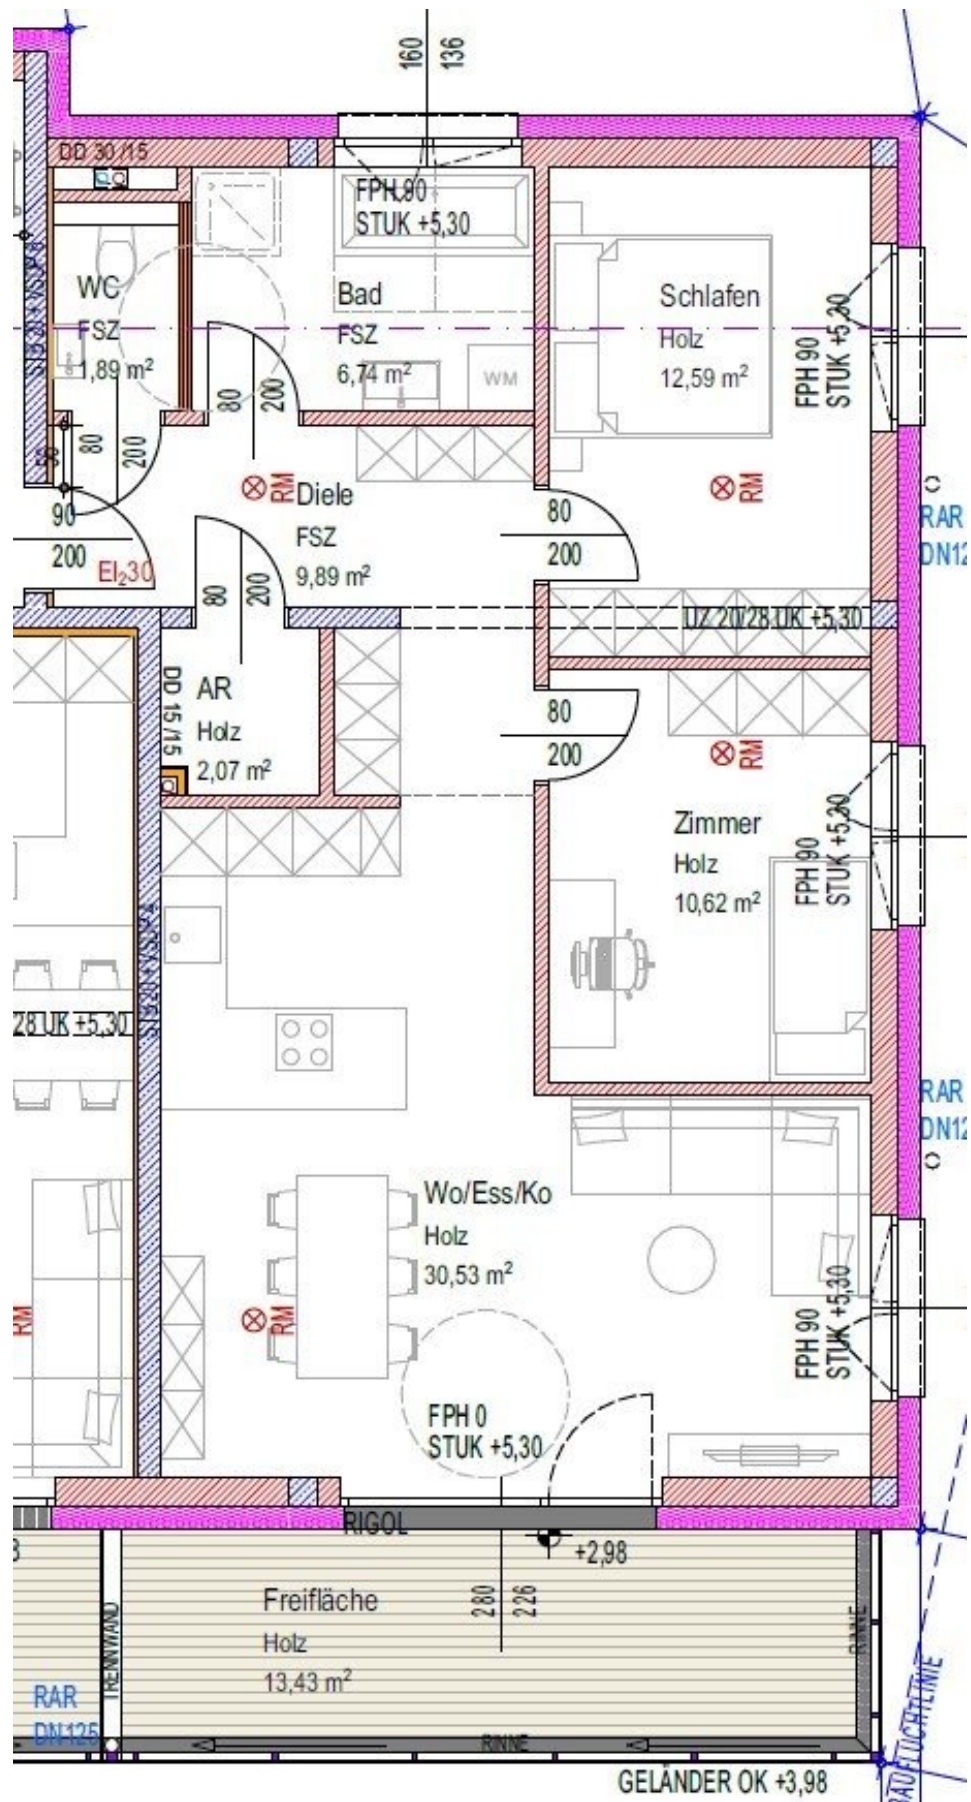 160
136
DD 30/15
FPH 90
STUK +5,30
WC
FSZ
1,89 m²
Bad
FSZ
6,74 m²
WM
Schlafen
Holz
12,59 m²
FPH 90
STUK +5,30
80
200
80
200
90
200
EI₂30
RM
Diele
FSZ
9,89 m²
80
200
RM
RAR
DN12
80
200
UZ 20/28 UK +5,30
DD 15/15
AR
Holz
2,07 m²
80
200
RM
Zimmer
Holz
10,62 m²
FPH 90
STUK +5,30
28 UK +5,30
RAR
DN12
Wo/Ess/Ko
Holz
30,53 m²
RM
RM
FPH 90
STUK +5,30
FPH 0
STUK +5,30
RIGOL
+2,98
280
226
Freifläche
Holz
13,43 m²
TRENNWAND
RINNE
RAR
DN125
RINNE
GELÄNDER OK +3,98
BAUFLUCHTLINIE